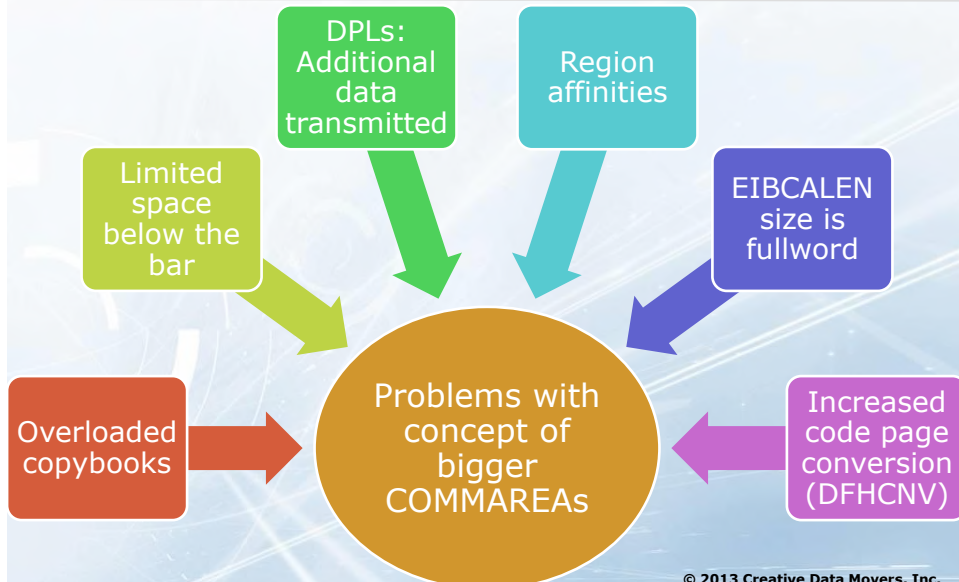 DPLs:
Additional
data
transmitted
Region
affinities
Limited
space
below the
bar
EIBCALEN
size is
fullword
Overloaded
copybooks
Problems with
concept of
bigger
COMMAREAs
Increased
code page
conversion
(DFHCNV)
© 2013 Creative Data Movers, Inc.